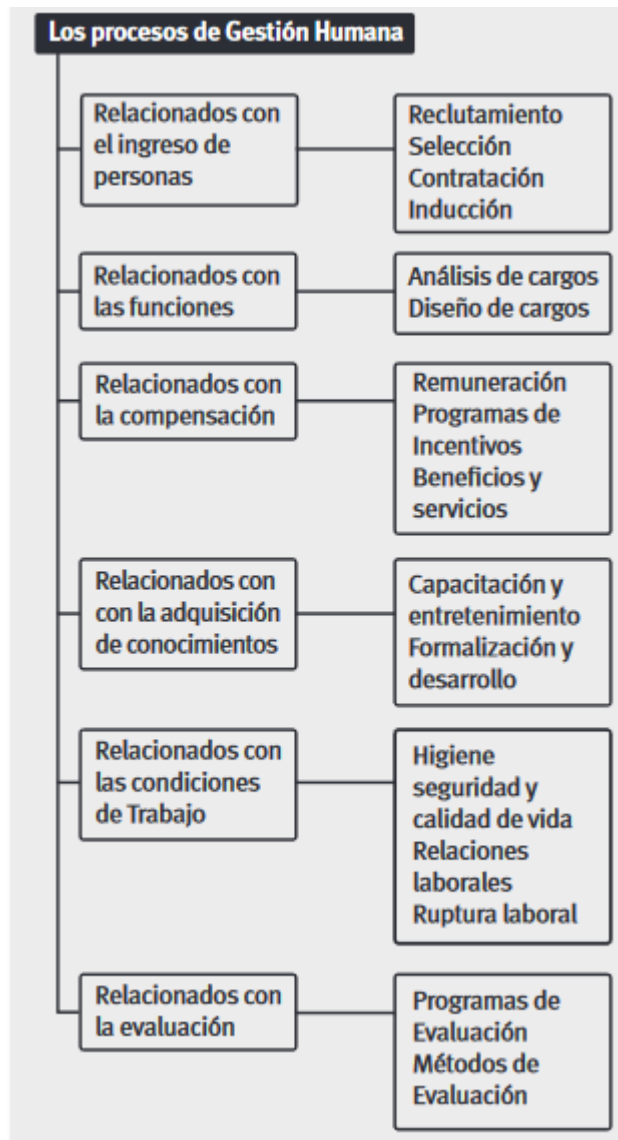 Los procesos de Gestión Humana
Relacionados con
el ingreso de
personas
Reclutamiento
Selección
Contratación
Inducción
Relacionados con
las funciones
Análisis de cargos
Diseño de cargos
Relacionados con
la compensación
Remuneración
Programas de
Incentivos
Beneficios y
servicios
Relacionados con
con la adquisición
de conocimientos
Capacitación y
entretenimiento
Formalización y
desarrollo
Relacionados con
las condiciones
de Trabajo
Higiene
seguridad y
calidad de vida
Relaciones
laborales
Ruptura laboral
Relacionados con
la evaluación
Programas de
Evaluación
Métodos de
Evaluación